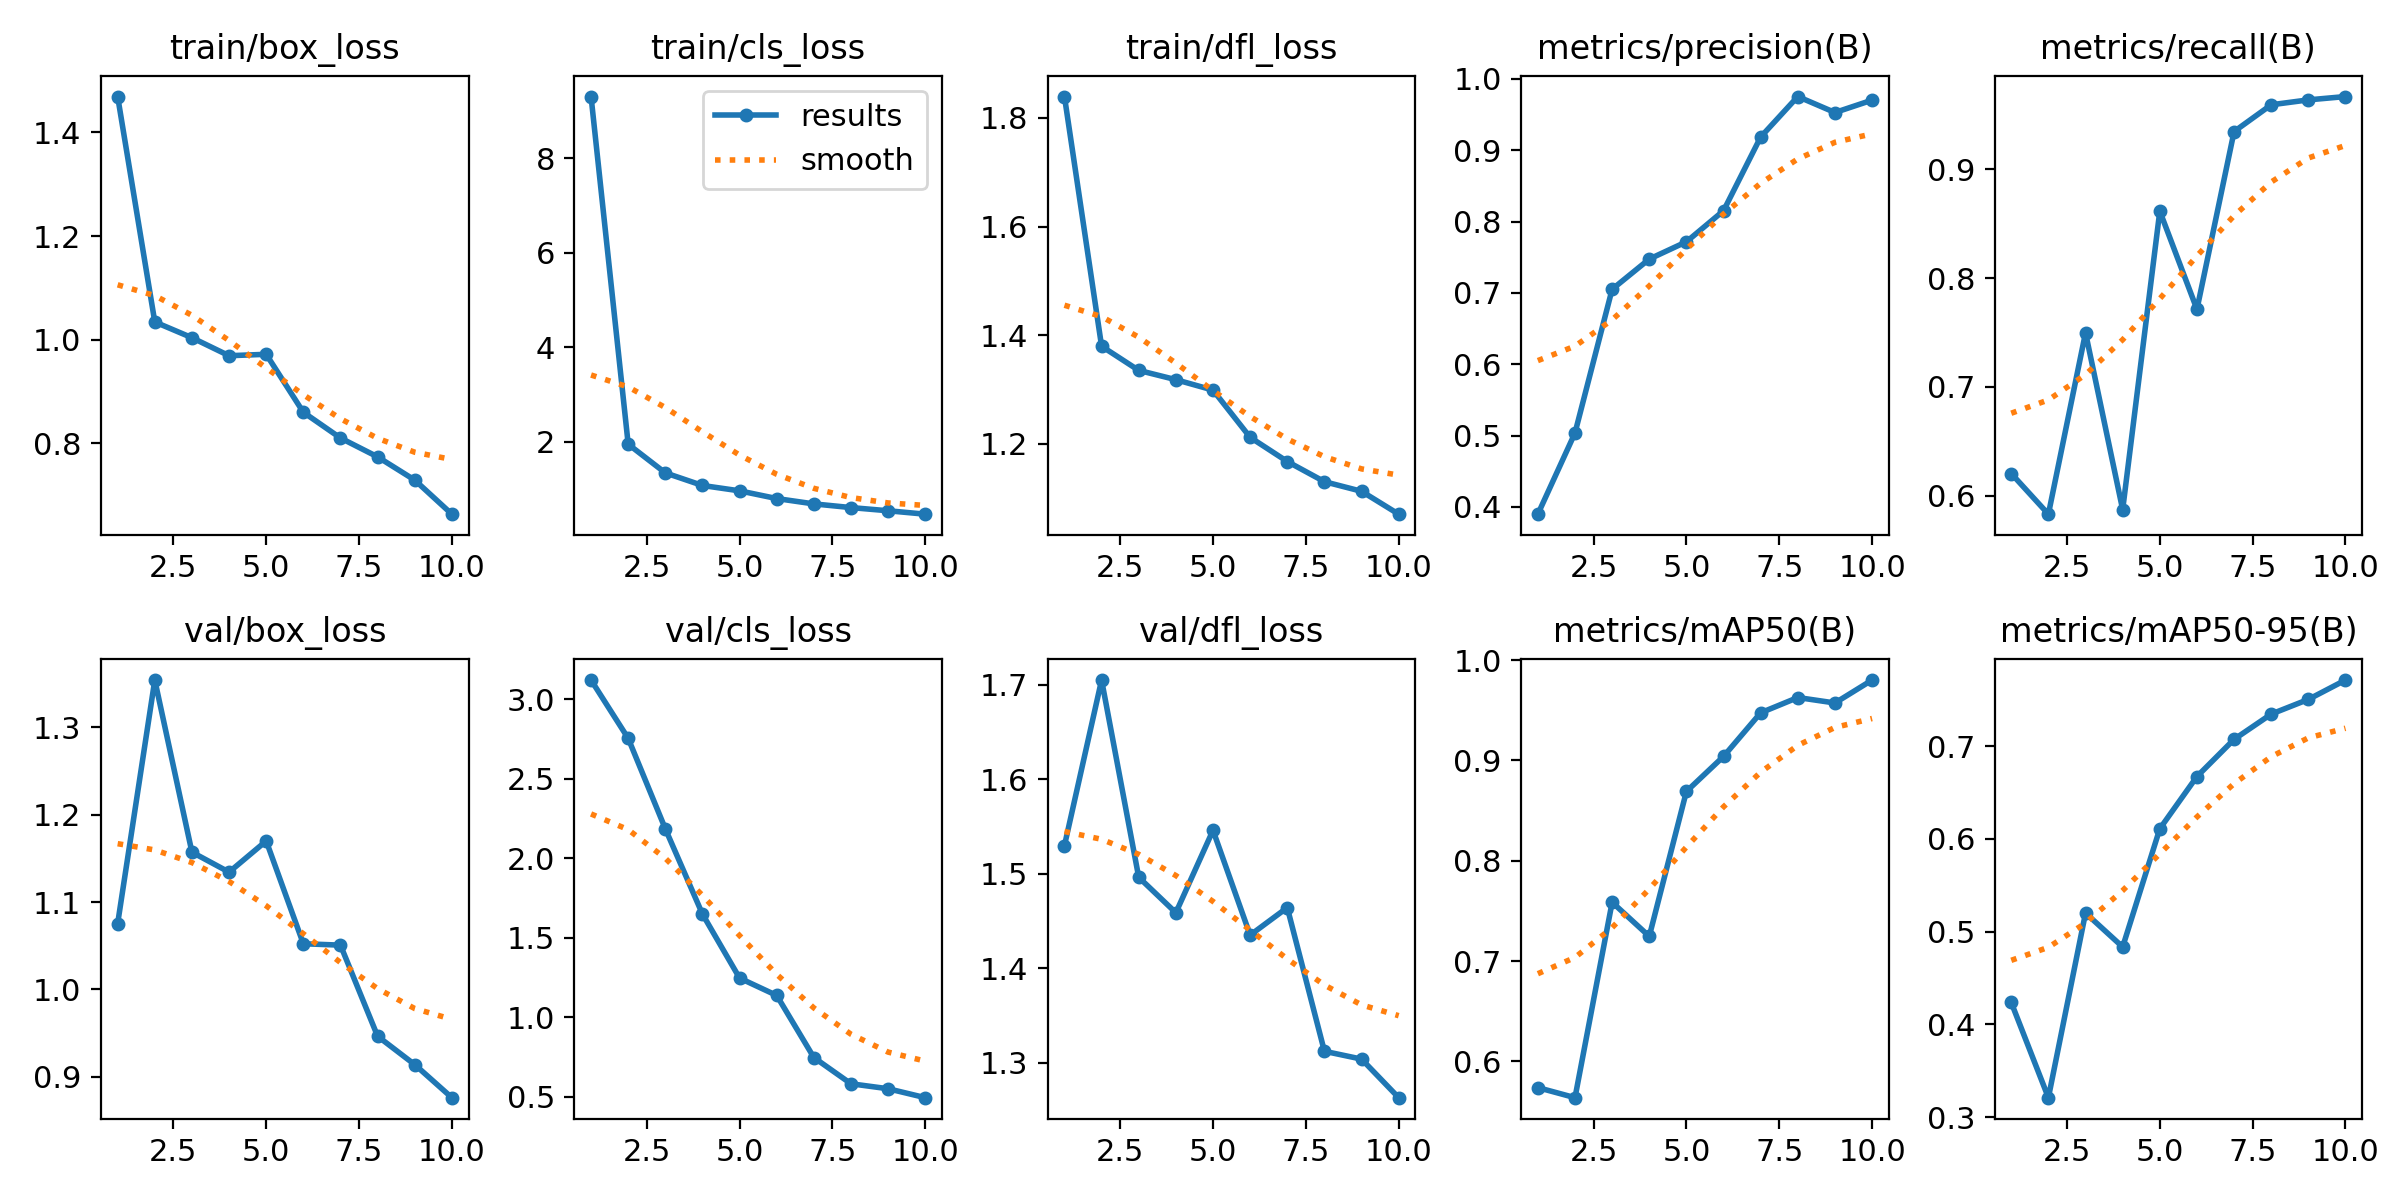 train/box_loss
train/cls_loss
train/dfl_loss
metrics/precision(B)
metrics/recall(B)
1.4
1.2
1.0
0.8
2.5 5.0 7.5 10.0
results
smooth
8
6
4
2
2.5 5.0 7.5 10.0
1.8
1.6
1.4
1.2
2.5 5.0 7.5 10.0
1.0
0.9
0.8
0.7
0.6
0.5
0.4
2.5 5.0 7.5 10.0
0.9
0.8
0.7
0.6
2.5 5.0 7.5 10.0
val/box_loss
val/cls_loss
val/dfl_loss
metrics/mAP50(B)
metrics/mAP50-95(B)
1.3
1.2
1.1
1.0
0.9
2.5 5.0 7.5 10.0
3.0
2.5
2.0
1.5
1.0
0.5
2.5 5.0 7.5 10.0
1.7
1.6
1.5
1.4
1.3
2.5 5.0 7.5 10.0
1.0
0.9
0.8
0.7
0.6
2.5 5.0 7.5 10.0
0.7
0.6
0.5
0.4
0.3
2.5 5.0 7.5 10.0